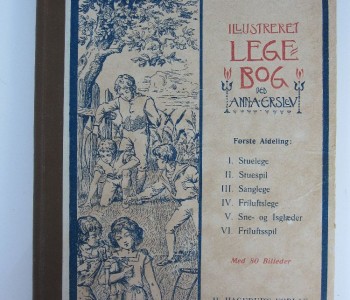 ILLUSTRERET
LEGE-
BOG
VED
ANNA ERSLEV
Første Afdeling:
I. Stuelege
II. Stuespil
III. Sanglege
IV. Friluftslege
V. Sne- og Isglæder
VI. Friluftsspil
Med 80 Billeder